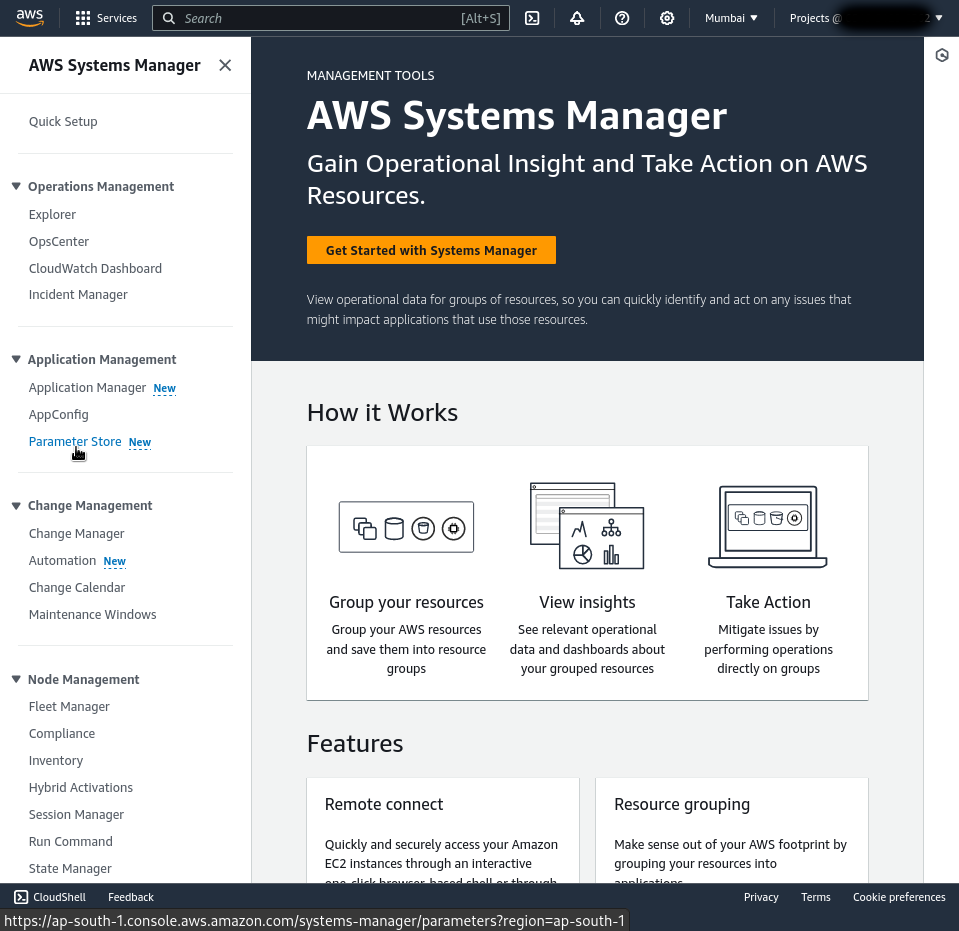 aws Services Search [Alt+S] Mumbai Projects @ 2
AWS Systems Manager
Quick Setup
Operations Management
Explorer
OpsCenter
CloudWatch Dashboard
Incident Manager
Application Management
Application Manager New
AppConfig
Parameter Store New
Change Management
Change Manager
Automation New
Change Calendar
Maintenance Windows
Node Management
Fleet Manager
Compliance
Inventory
Hybrid Activations
Session Manager
Run Command
State Manager
MANAGEMENT TOOLS
AWS Systems Manager
Gain Operational Insight and Take Action on AWS
Resources.
Get Started with Systems Manager
View operational data for groups of resources, so you can quickly identify and act on any issues that
might impact applications that use those resources.
How it Works
Group your resources
Group your AWS resources
and save them into resource
groups
View insights
See relevant operational
data and dashboards about
your grouped resources
Take Action
Mitigate issues by
performing operations
directly on groups
Features
Remote connect
Quickly and securely access your Amazon
EC2 instances through an interactive
one-click browser-based shell or through
Resource grouping
Make sense out of your AWS footprint by
grouping your resources into
applications
CloudShell Feedback Privacy Terms Cookie preferences
https://ap-south-1.console.aws.amazon.com/systems-manager/parameters?region=ap-south-1